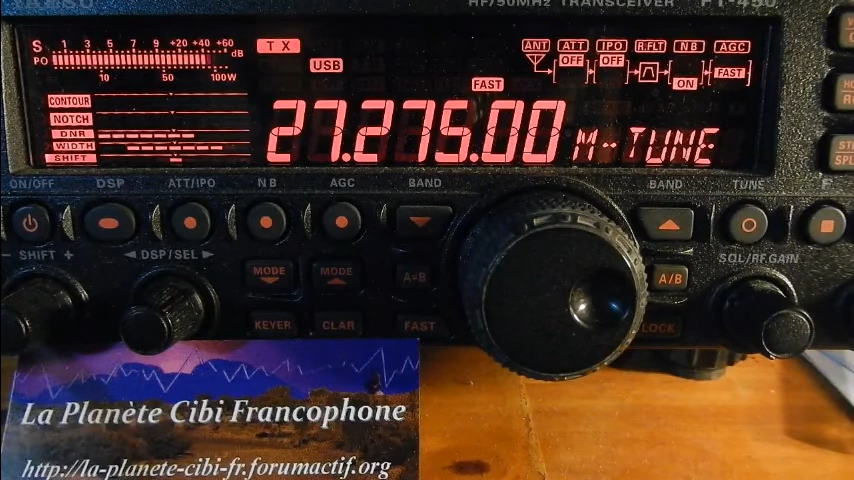 YAESU HF/50MHz TRANSCEIVER FT-450
S 1 3 5 7 9 +20 +40 +60 dB
PO 10 50 100W
TX
USB
FAST
ANT ATT IPO R.FLT NB AGC
OFF OFF ON FAST
CONTOUR
NOTCH
DNR
WIDTH
SHIFT
27.275.00 M-TUNE
ON/OFF DSP ATT/IPO NB AGC BAND BAND TUNE F
- SHIFT + DSP/SEL MODE MODE A=B A/B SQL/RF GAIN
KEYER CLAR FAST LOCK
La Planète Cibi Francophone
http://la-planete-cibi-fr.forumactif.org